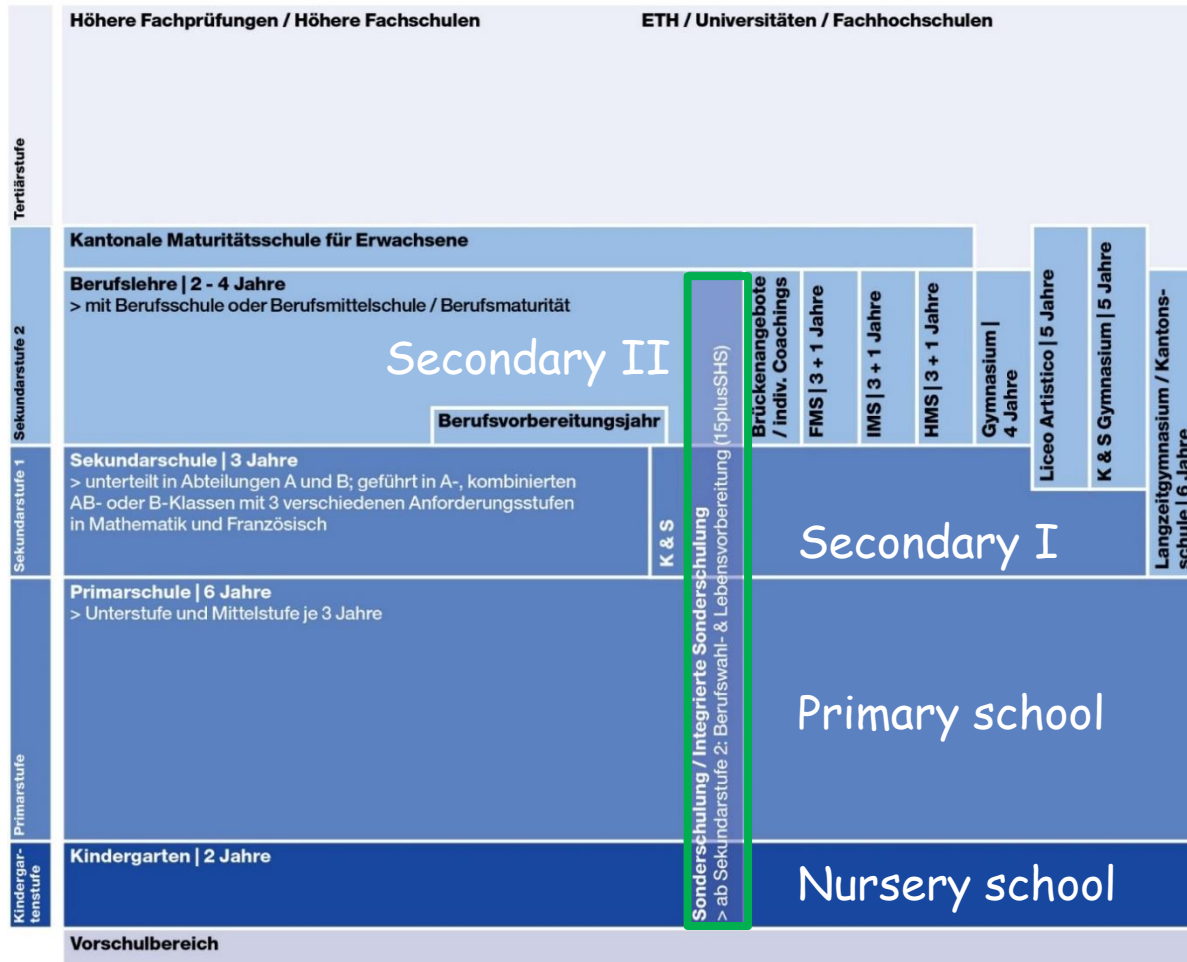 Höhere Fachprüfungen / Höhere Fachschulen
ETH / Universitäten / Fachhochschulen
Tertiärstufe
Kantonale Maturitätsschule für Erwachsene
Sekundarstufe 2
Berufslehre | 2 - 4 Jahre
> mit Berufsschule oder Berufsmittelschule / Berufsmaturität
Secondary II
Berufsvorbereitungsjahr
Brückenangebote
/ indiv. Coachings
FMS | 3 + 1 Jahre
IMS | 3 + 1 Jahre
HMS | 3 + 1 Jahre
Gymnasium |
4 Jahre
Liceo Artistico | 5 Jahre
K & S Gymnasium | 5 Jahre
Langzeitgymnasium / Kantons-
schule | 6 Jahre
Sekundarstufe 1
Sekundarschule | 3 Jahre
> unterteilt in Abteilungen A und B; geführt in A-, kombinierten
AB- oder B-Klassen mit 3 verschiedenen Anforderungsstufen
in Mathematik und Französisch
K & S
Sonderschulung / Integrierte Sonderschulung
> ab Sekundarstufe 2: Berufswahl- & Lebensvorbereitung (15plusSHS)
Secondary I
Primarstufe
Primarschule | 6 Jahre
> Unterstufe und Mittelstufe je 3 Jahre
Primary school
Kindergar-
tenstufe
Kindergarten | 2 Jahre
Nursery school
Vorschulbereich